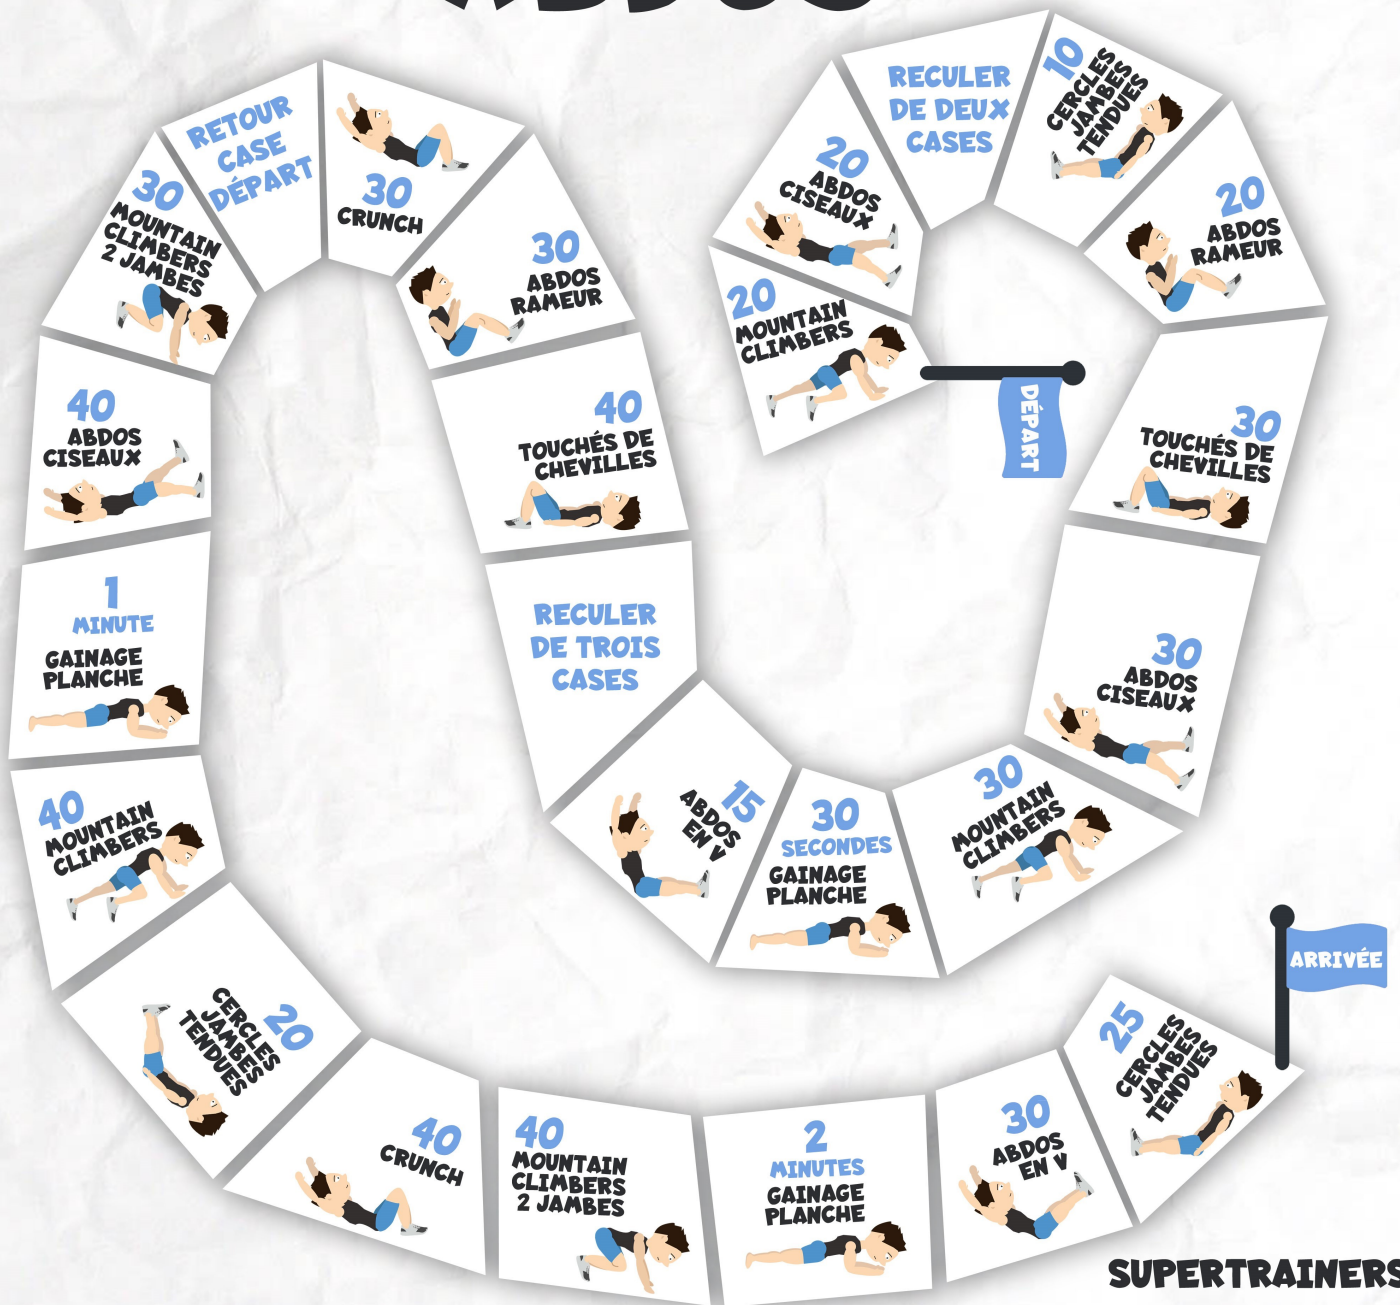 ABDOS
DÉPART
20
MOUNTAIN
CLIMBERS
20
ABDOS
CISEAUX
RECULER
DE DEUX
CASES
10
CERCLES
JAMBES
TENDUES
20
ABDOS
RAMEUR
30
TOUCHÉS DE
CHEVILLES
30
ABDOS
CISEAUX
30
MOUNTAIN
CLIMBERS
30
SECONDES
GAINAGE
PLANCHE
15
ABDOS
EN V
RECULER
DE TROIS
CASES
40
TOUCHÉS DE
CHEVILLES
30
ABDOS
RAMEUR
30
CRUNCH
RETOUR
CASE
DÉPART
30
MOUNTAIN
CLIMBERS
2 JAMBES
40
ABDOS
CISEAUX
1
MINUTE
GAINAGE
PLANCHE
40
MOUNTAIN
CLIMBERS
20
CERCLES
JAMBES
TENDUES
40
CRUNCH
40
MOUNTAIN
CLIMBERS
2 JAMBES
2
MINUTES
GAINAGE
PLANCHE
30
ABDOS
EN V
25
CERCLES
JAMBES
TENDUES
ARRIVÉE
SUPERTRAINERS